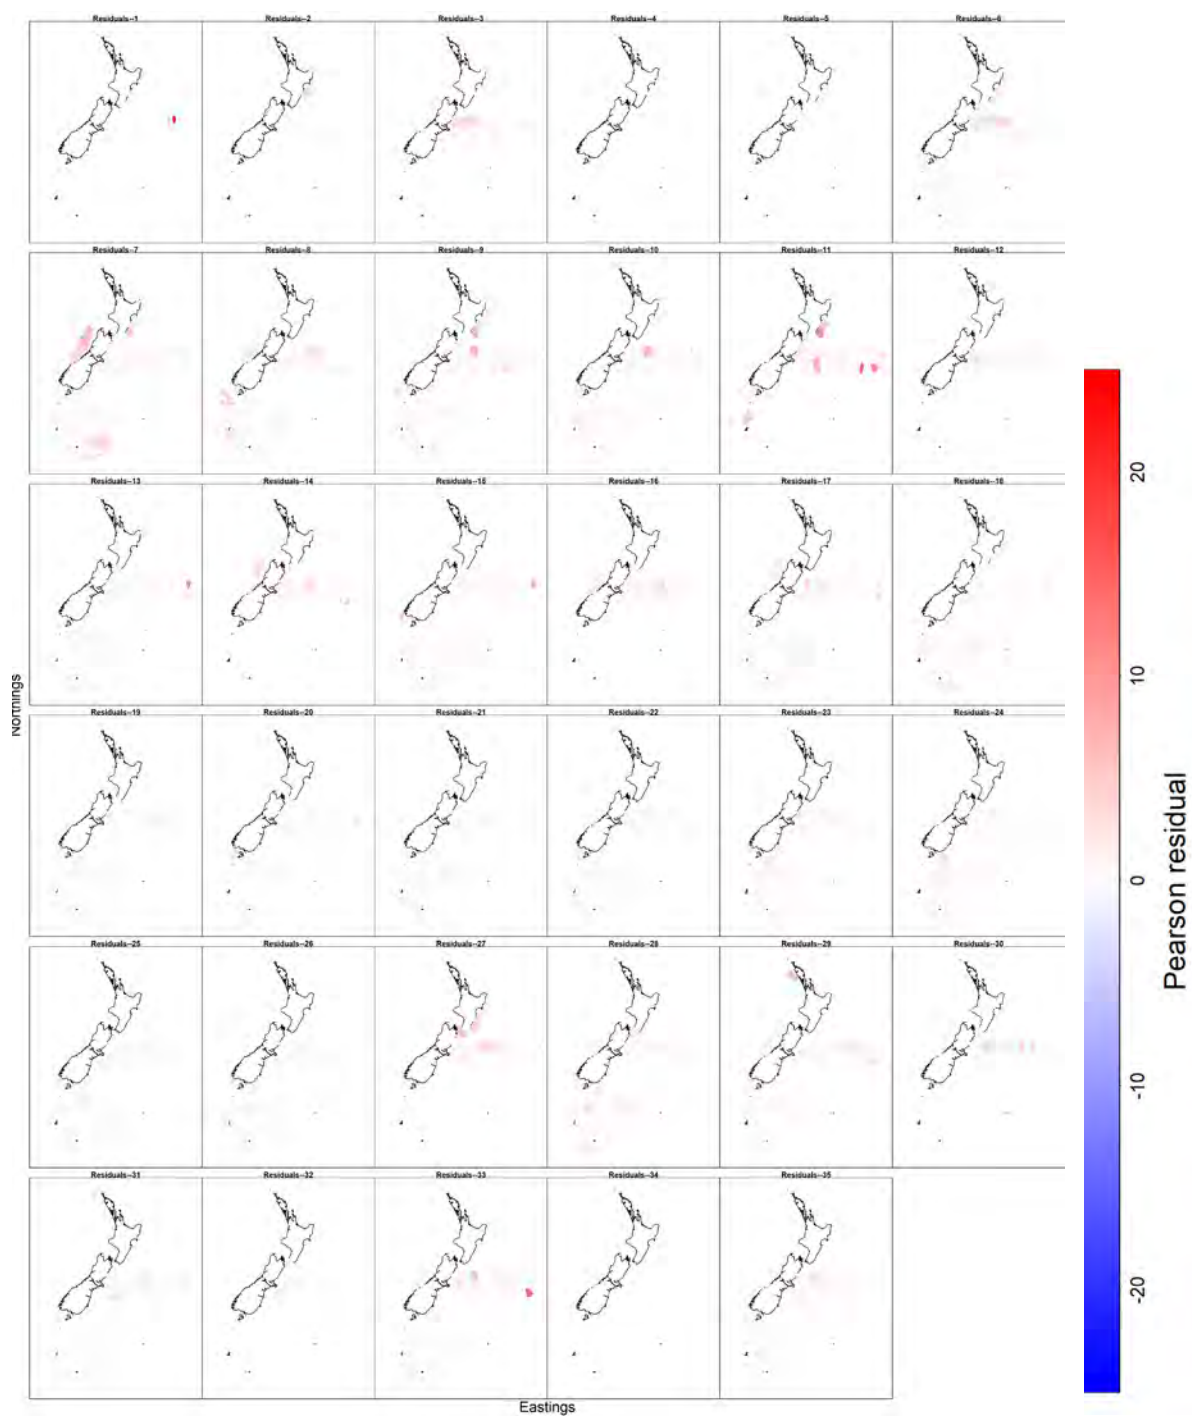 Residuals--1 Residuals--2 Residuals--3 Residuals--4 Residuals--5 Residuals--6
Residuals--7 Residuals--8 Residuals--9 Residuals--10 Residuals--11 Residuals--12
Residuals--13 Residuals--14 Residuals--15 Residuals--16 Residuals--17 Residuals--18
Residuals--19 Residuals--20 Residuals--21 Residuals--22 Residuals--23 Residuals--24
Residuals--25 Residuals--26 Residuals--27 Residuals--28 Residuals--29 Residuals--30
Residuals--31 Residuals--32 Residuals--33 Residuals--34 Residuals--35
Northings
Eastings
20
10
0
-10
-20
Pearson residual